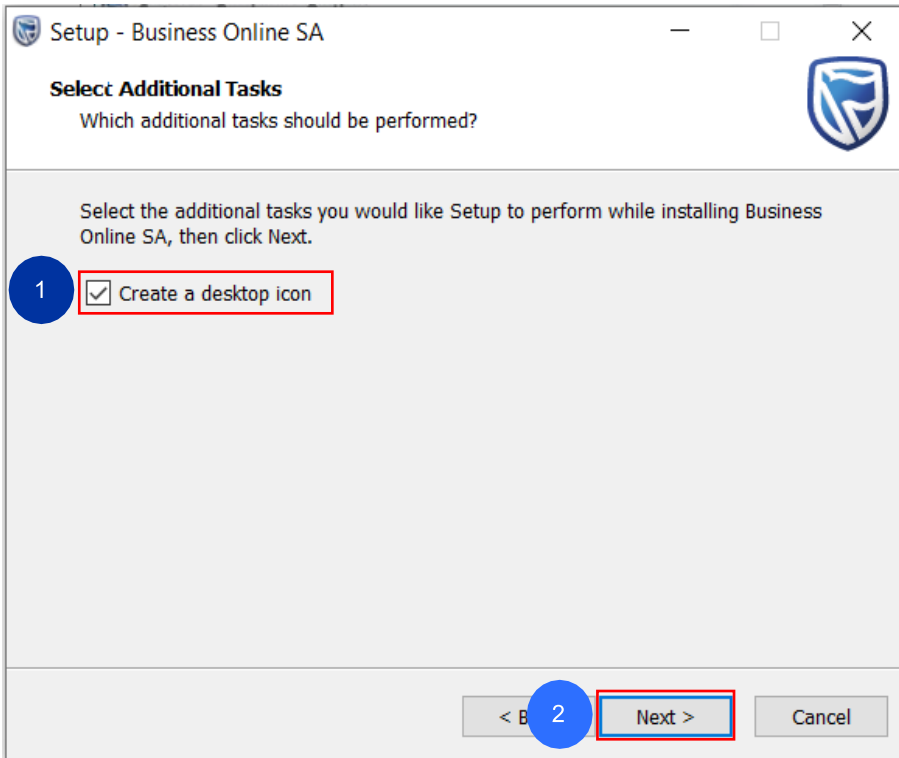 Setup - Business Online SA
Select Additional Tasks
Which additional tasks should be performed?
Select the additional tasks you would like Setup to perform while installing Business
Online SA, then click Next.
1
Create a desktop icon
< B
2
Next >
Cancel